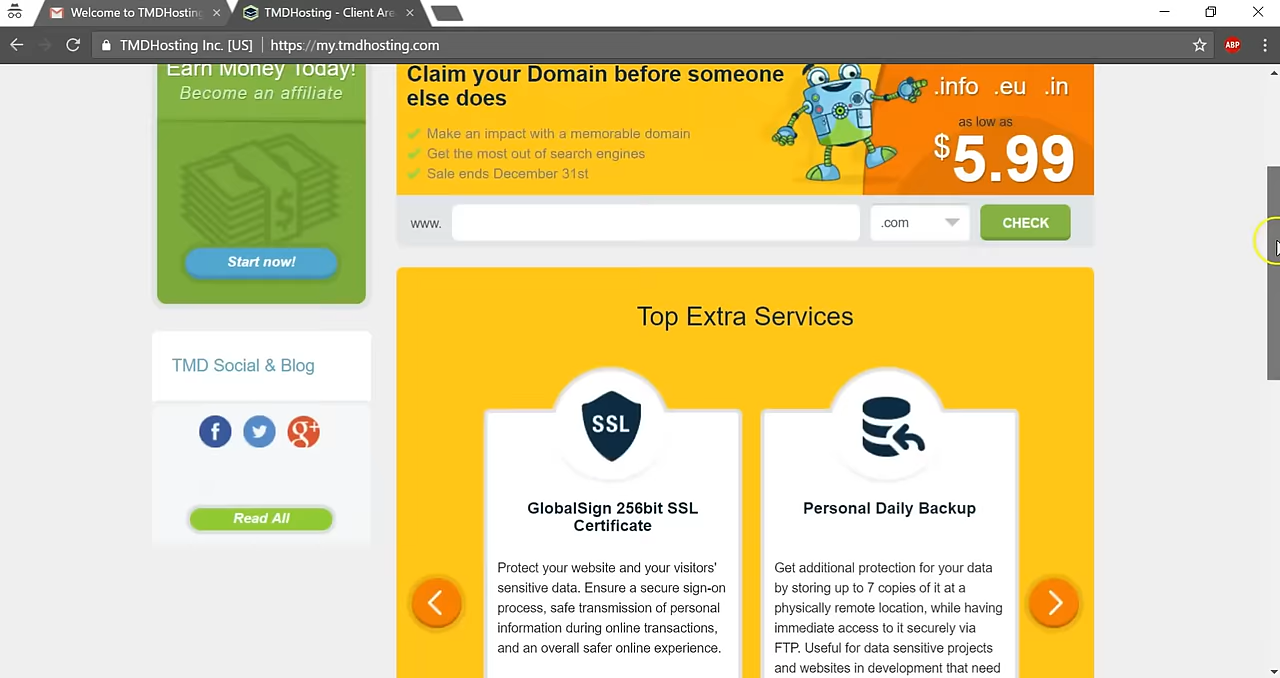 Welcome to TMDHosting
TMDHosting - Client Are
TMDHosting Inc. [US]
https://my.tmdhosting.com
ABP
Earn Money Today!
Become an affiliate
Start now!
TMD Social & Blog
f
g+
Read All
Claim your Domain before someone
else does
Make an impact with a memorable domain
Get the most out of search engines
Sale ends December 31st
.info .eu .in
as low as
$5.99
www.
.com
CHECK
Top Extra Services
SSL
GlobalSign 256bit SSL
Certificate
Protect your website and your visitors'
sensitive data. Ensure a secure sign-on
process, safe transmission of personal
information during online transactions,
and an overall safer online experience.
Personal Daily Backup
Get additional protection for your data
by storing up to 7 copies of it at a
physically remote location, while having
immediate access to it securely via
FTP. Useful for data sensitive projects
and websites in development that need